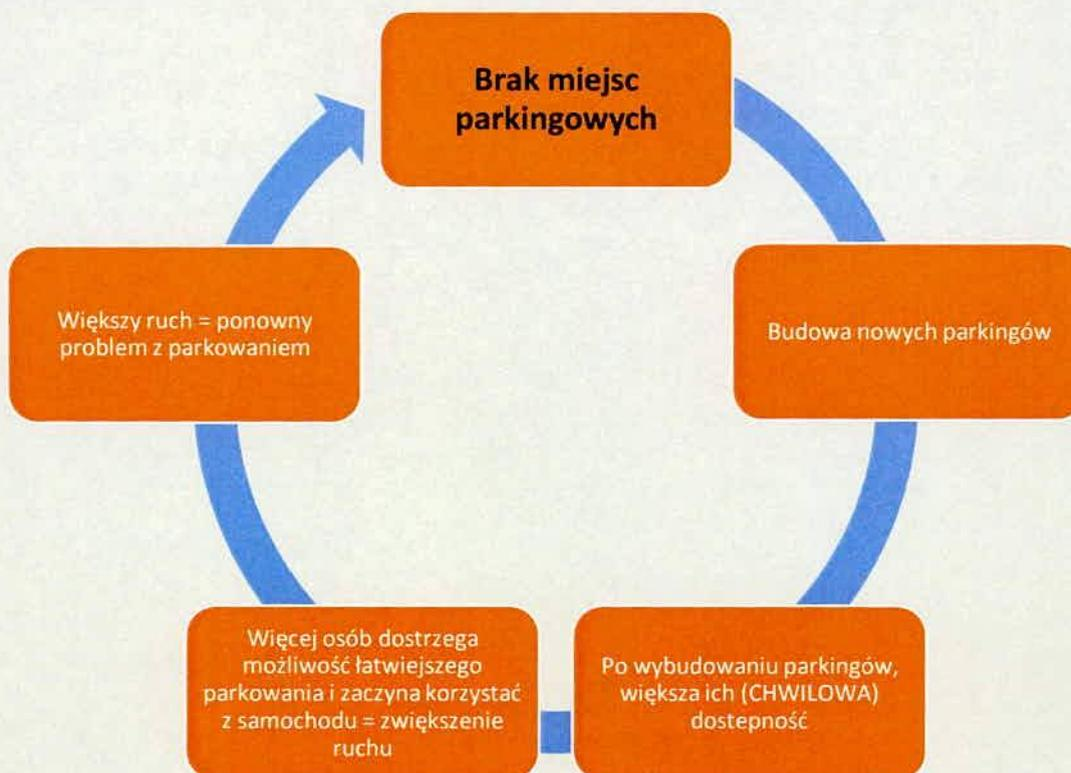 Brak miejsc
parkingowych
Budowa nowych parkingów
Po wybudowaniu parkingów,
większa ich (CHWILOWA)
dostepność
Więcej osób dostrzega
możliwość łatwiejszego
parkowania i zaczyna korzystać
z samochodu = zwiększenie
ruchu
Większy ruch = ponowny
problem z parkowaniem